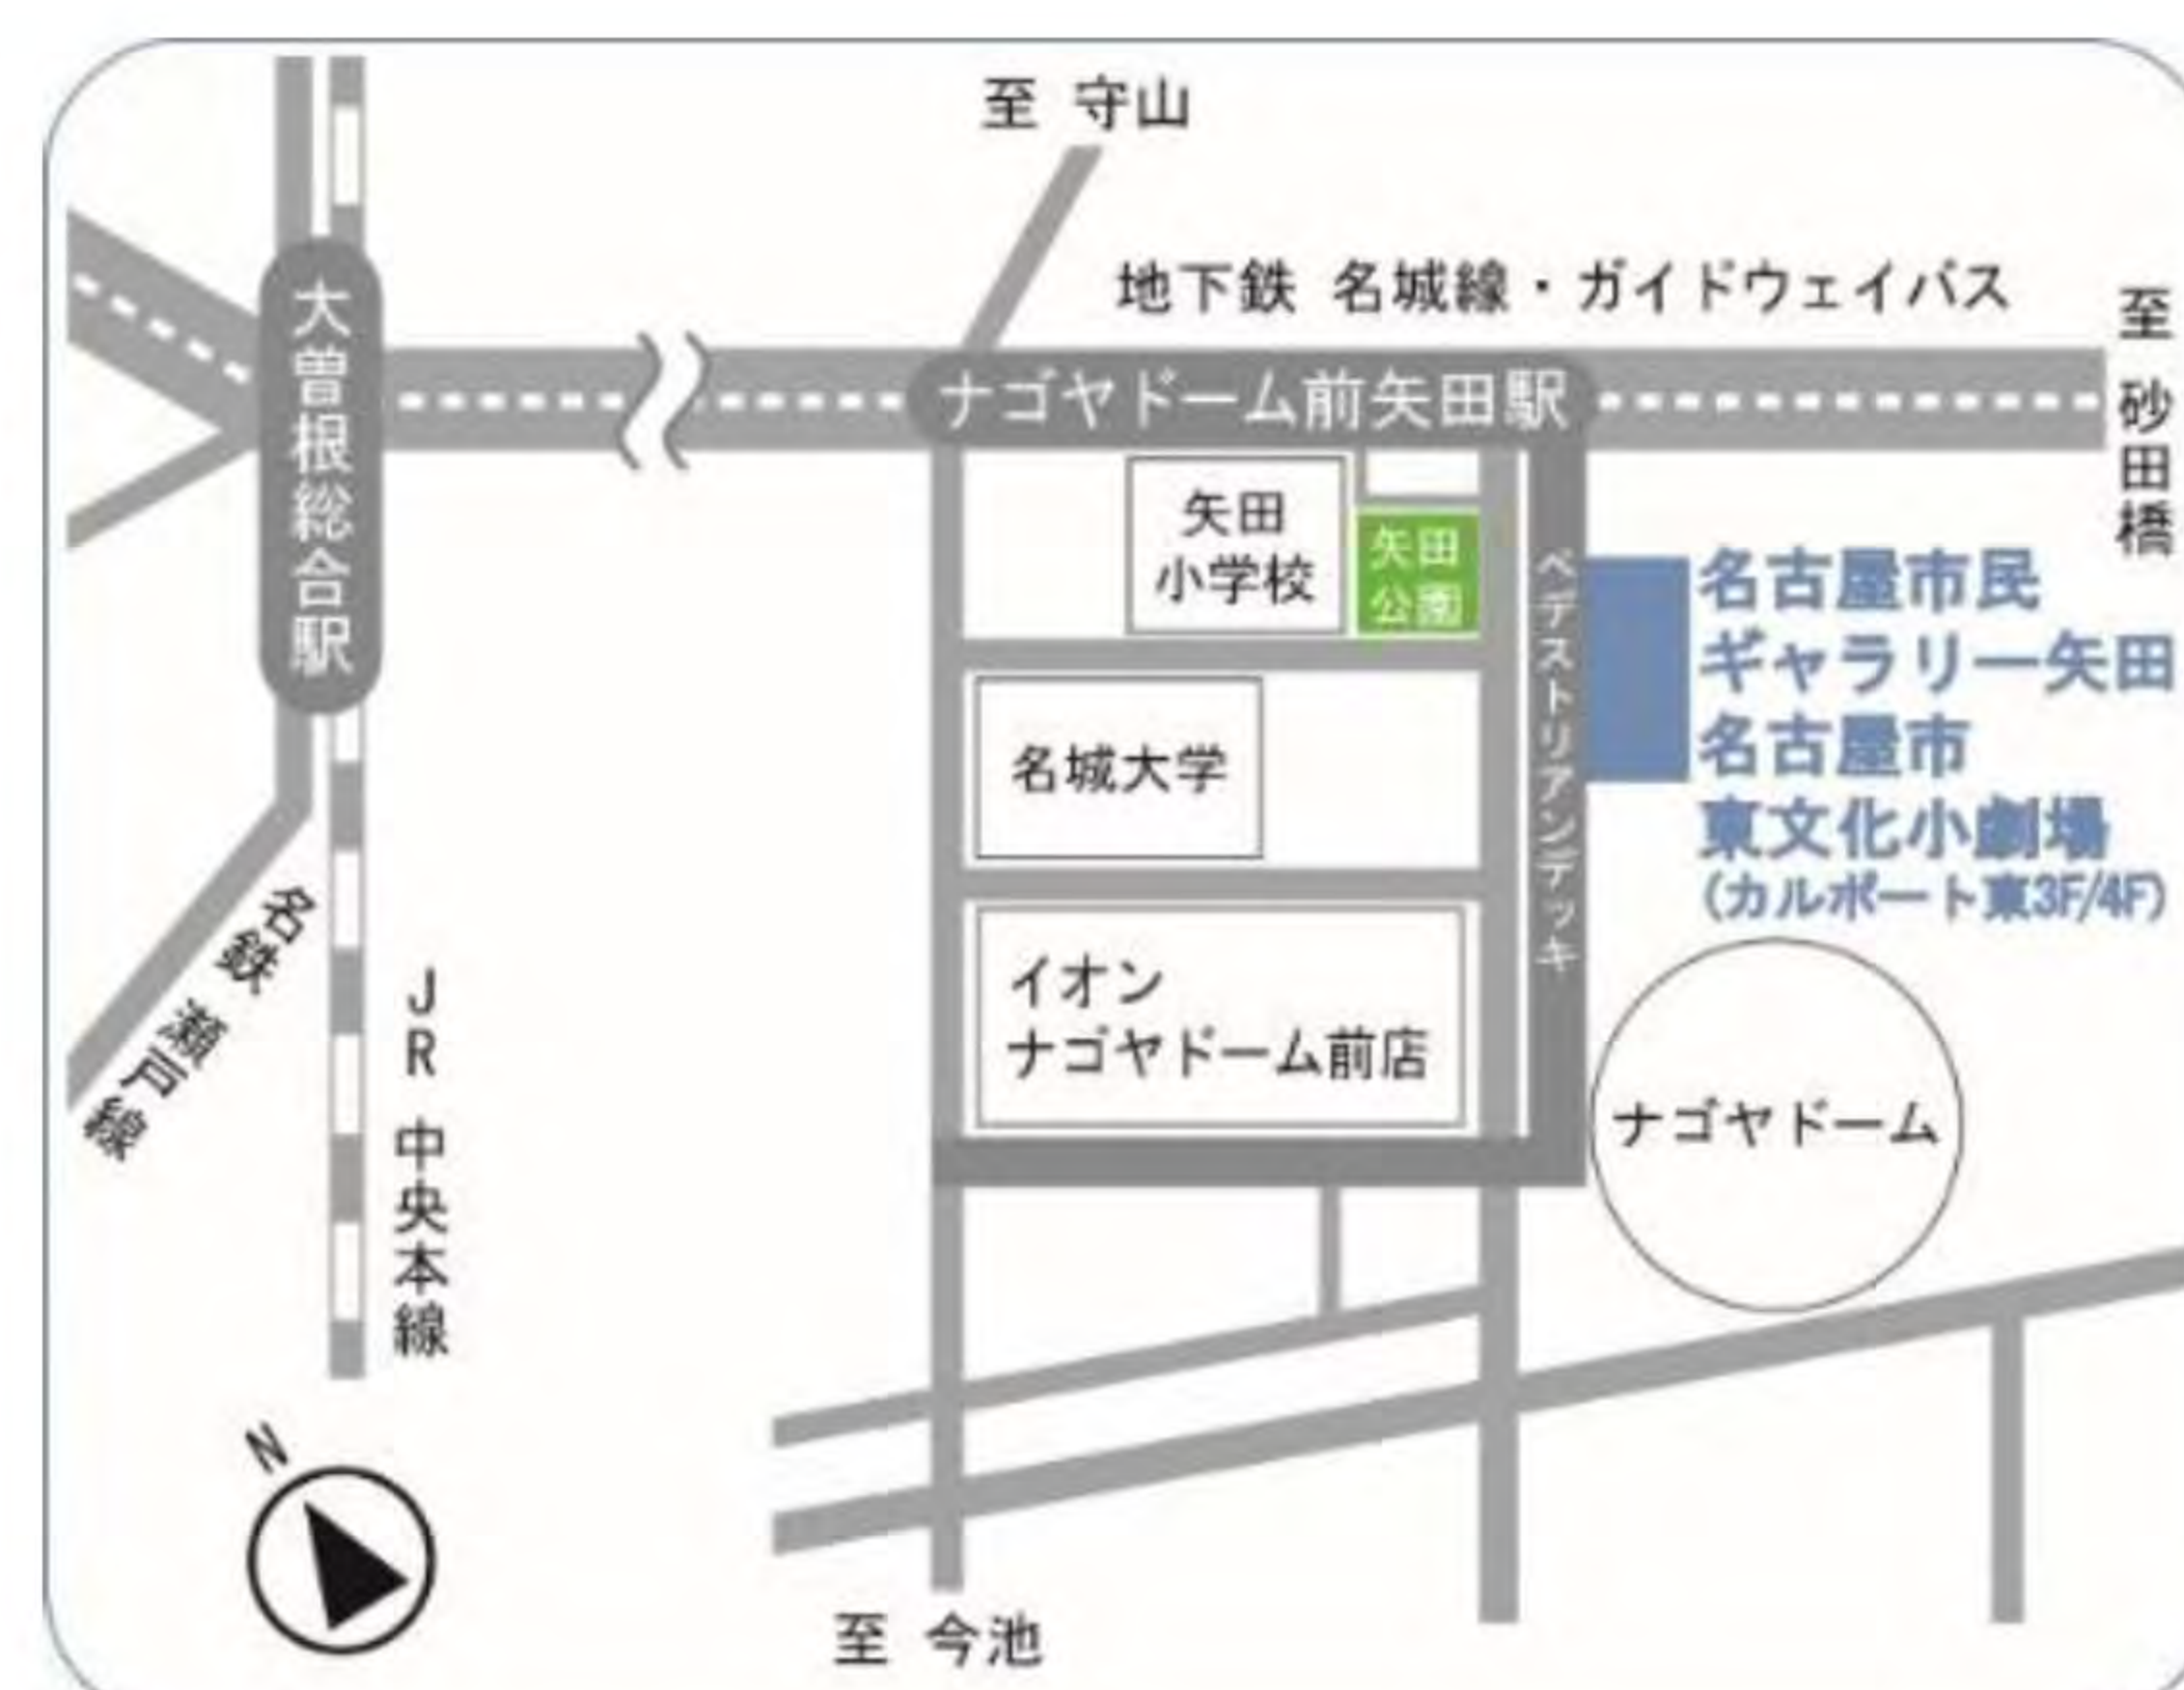 至 守山
地下鉄 名城線・ガイドウェイバス
至 砂田橋
大曽根総合駅
ナゴヤドーム前矢田駅
矢田
小学校
矢田
公園
ペデストリアンデッキ
名古屋市民
ギャラリー矢田
名古屋市
東文化小劇場
(カルポート東3F/4F)
名城大学
イオン
ナゴヤドーム前店
ナゴヤドーム
名鉄 瀬戸線
JR 中央本線
N
至 今池